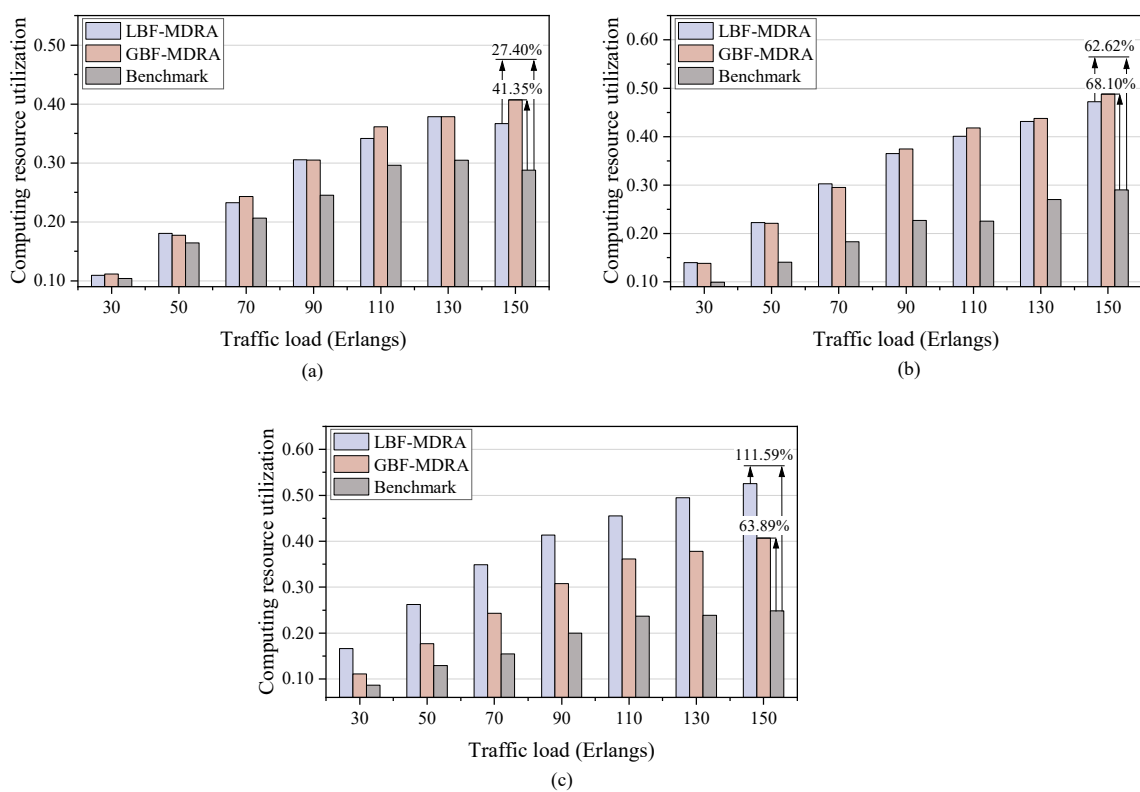 LBF-MDRA
GBF-MDRA
Benchmark
27.40%
41.35%
Computing resource utilization
0.50
0.40
0.30
0.20
0.10
30 50 70 90 110 130 150
Traffic load (Erlangs)
(a)
LBF-MDRA
GBF-MDRA
Benchmark
62.62%
68.10%
Computing resource utilization
0.60
0.50
0.40
0.30
0.20
0.10
30 50 70 90 110 130 150
Traffic load (Erlangs)
(b)
LBF-MDRA
GBF-MDRA
Benchmark
111.59%
63.89%
Computing resource utilization
0.60
0.50
0.40
0.30
0.20
0.10
30 50 70 90 110 130 150
Traffic load (Erlangs)
(c)